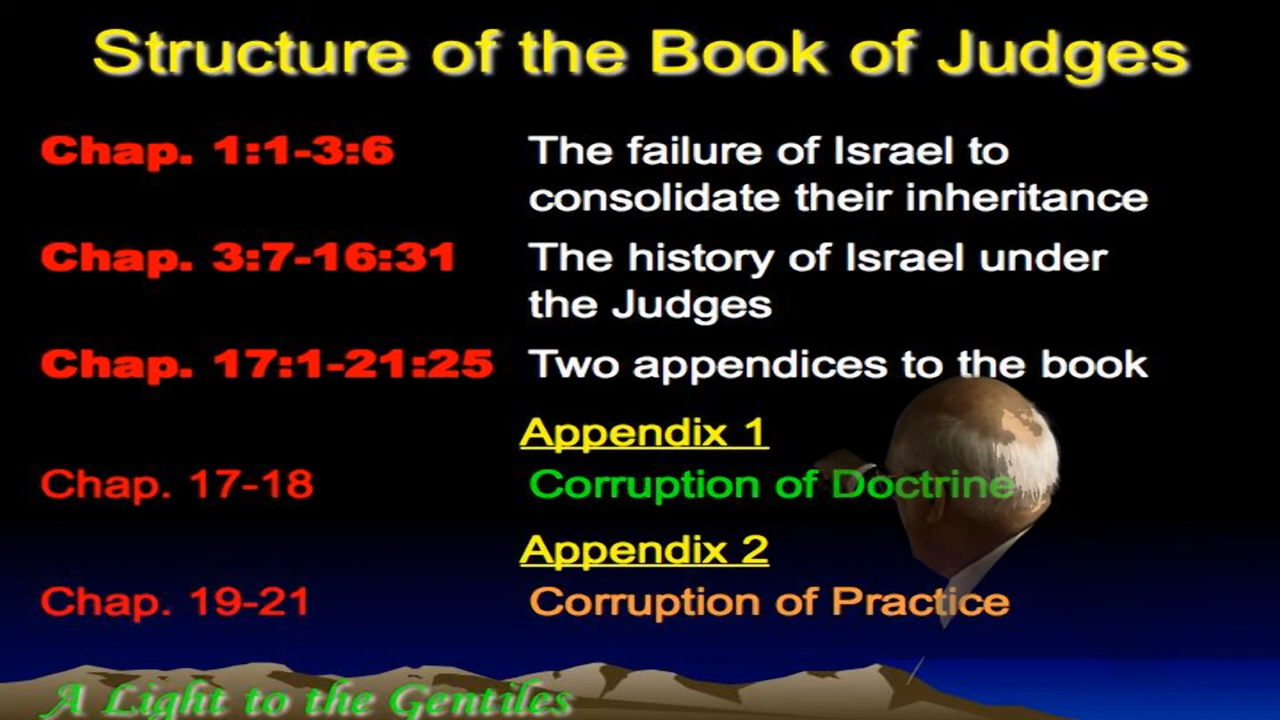 Structure of the Book of Judges
Chap. 1:1-3:6 The failure of Israel to
consolidate their inheritance
Chap. 3:7-16:31 The history of Israel under
the Judges
Chap. 17:1-21:25 Two appendices to the book
Appendix 1
Chap. 17-18 Corruption of Doctrine
Appendix 2
Chap. 19-21 Corruption of Practice
A Light to the Gentiles